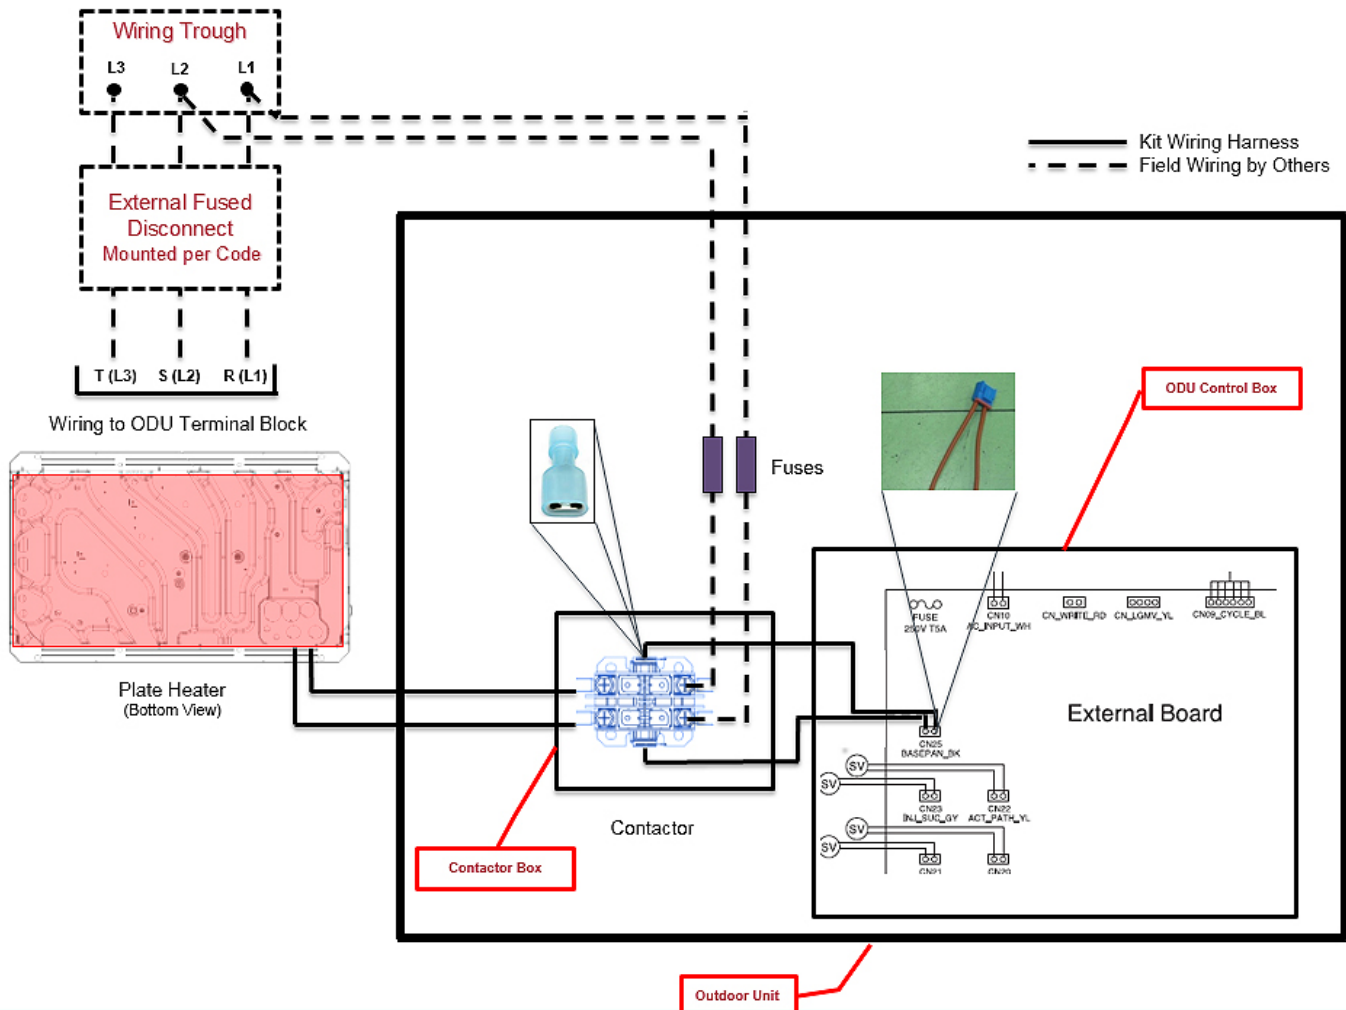 Wiring Trough
L3 L2 L1
Kit Wiring Harness
Field Wiring by Others
External Fused
Disconnect
Mounted per Code
T (L3) S (L2) R (L1)
Wiring to ODU Terminal Block
ODU Control Box
Fuses
FUSE
250V T5A
CN10
AC_INPUT_WH
CN_WRITE_RD
CN_LGMV_YL
CN09_CYCLE_BL
Plate Heater
(Bottom View)
External Board
CN25
BASEPAN_BK
SV
SV
CN23
INJ_SUC_GY
CN22
ACT_PATH_YL
Contactor
SV
SV
CN21
CN20
Contactor Box
Outdoor Unit